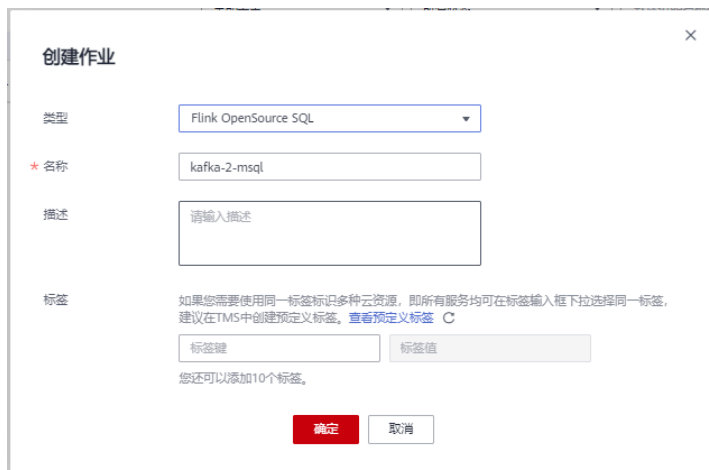 创建作业
类型
Flink OpenSource SQL
* 名称
kafka-2-msql
描述
请输入描述
标签
如果您需要使用同一标签标识多种云资源，即所有服务均可在标签输入框下拉选择同一标签，
建议在TMS中创建预定义标签。查看预定义标签
标签键
标签值
您还可以添加10个标签。
确定
取消